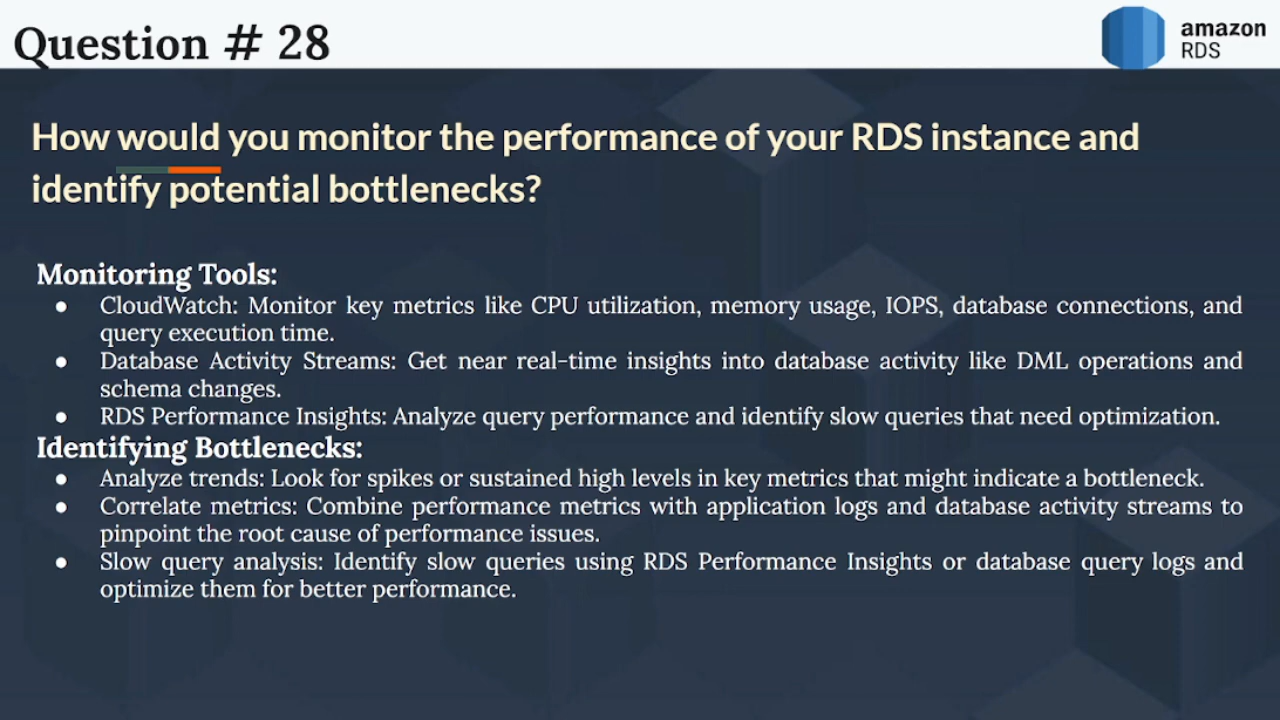 Question # 28
amazon
RDS
How would you monitor the performance of your RDS instance and
identify potential bottlenecks?
Monitoring Tools:
● CloudWatch: Monitor key metrics like CPU utilization, memory usage, IOPS, database connections, and
query execution time.
● Database Activity Streams: Get near real-time insights into database activity like DML operations and
schema changes.
● RDS Performance Insights: Analyze query performance and identify slow queries that need optimization.
Identifying Bottlenecks:
● Analyze trends: Look for spikes or sustained high levels in key metrics that might indicate a bottleneck.
● Correlate metrics: Combine performance metrics with application logs and database activity streams to
pinpoint the root cause of performance issues.
● Slow query analysis: Identify slow queries using RDS Performance Insights or database query logs and
optimize them for better performance.